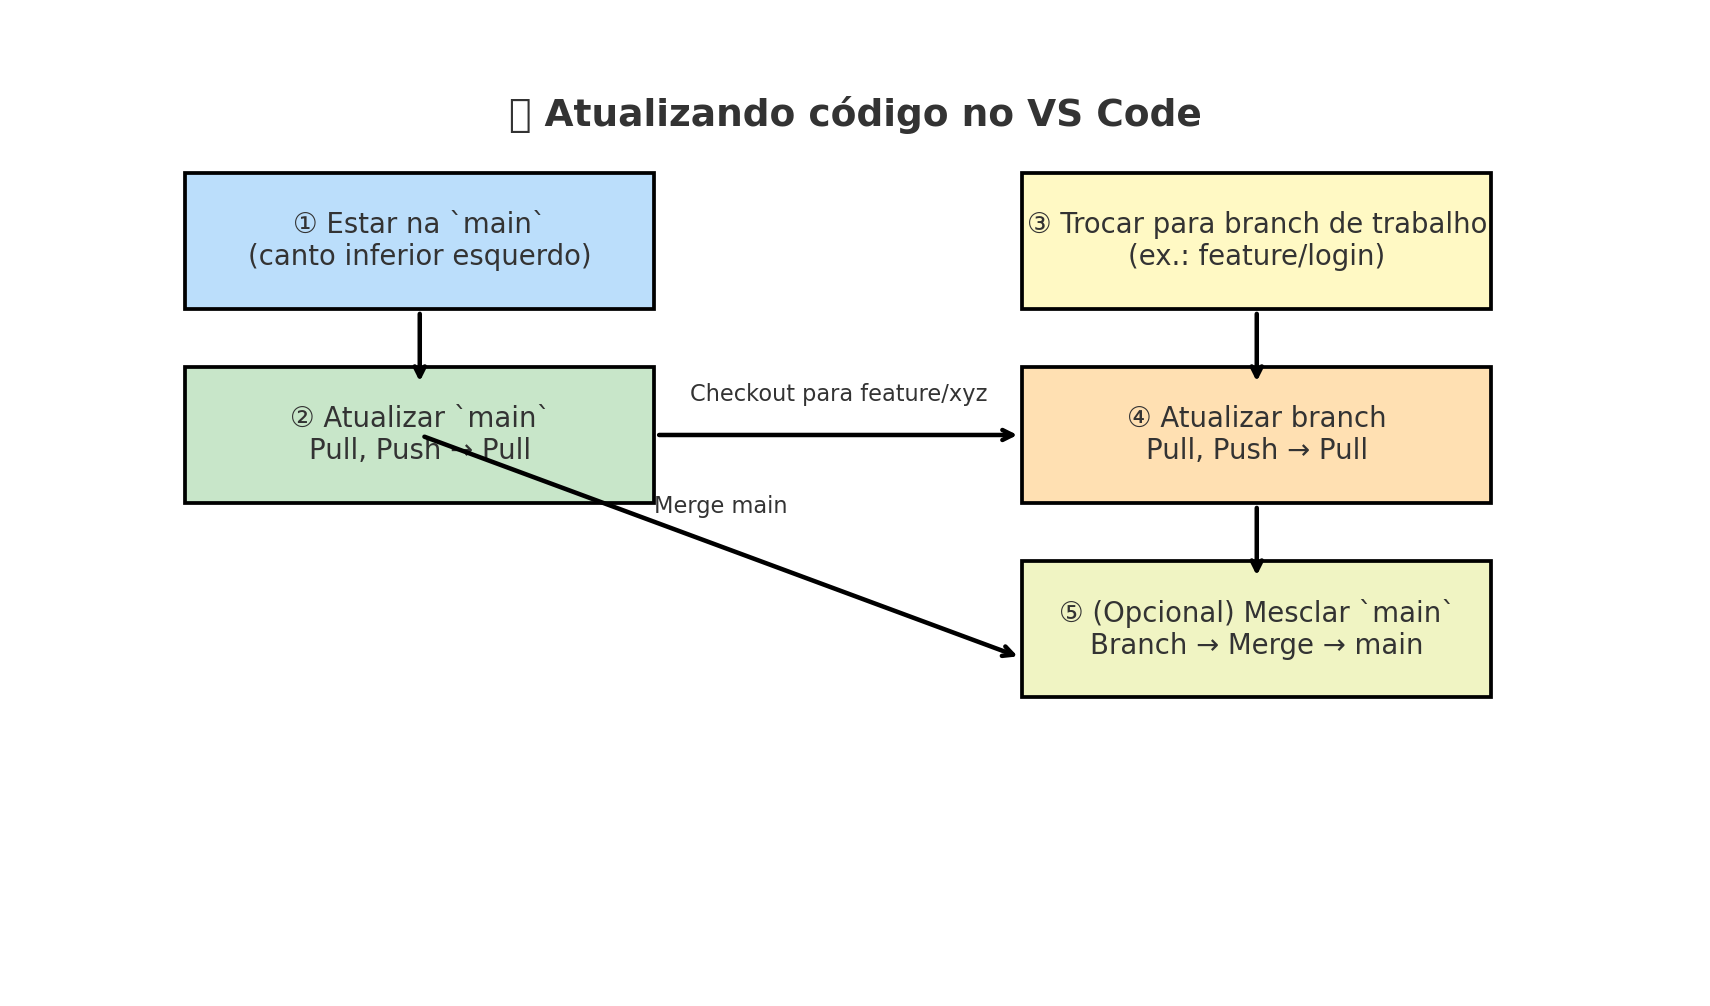 Atualizando código no VS Code
① Estar na `main`
(canto inferior esquerdo)
② Atualizar `main`
Pull, Push → Pull
Checkout para feature/xyz
Merge main
③ Trocar para branch de trabalho
(ex.: feature/login)
④ Atualizar branch
Pull, Push → Pull
⑤ (Opcional) Mesclar `main`
Branch → Merge → main